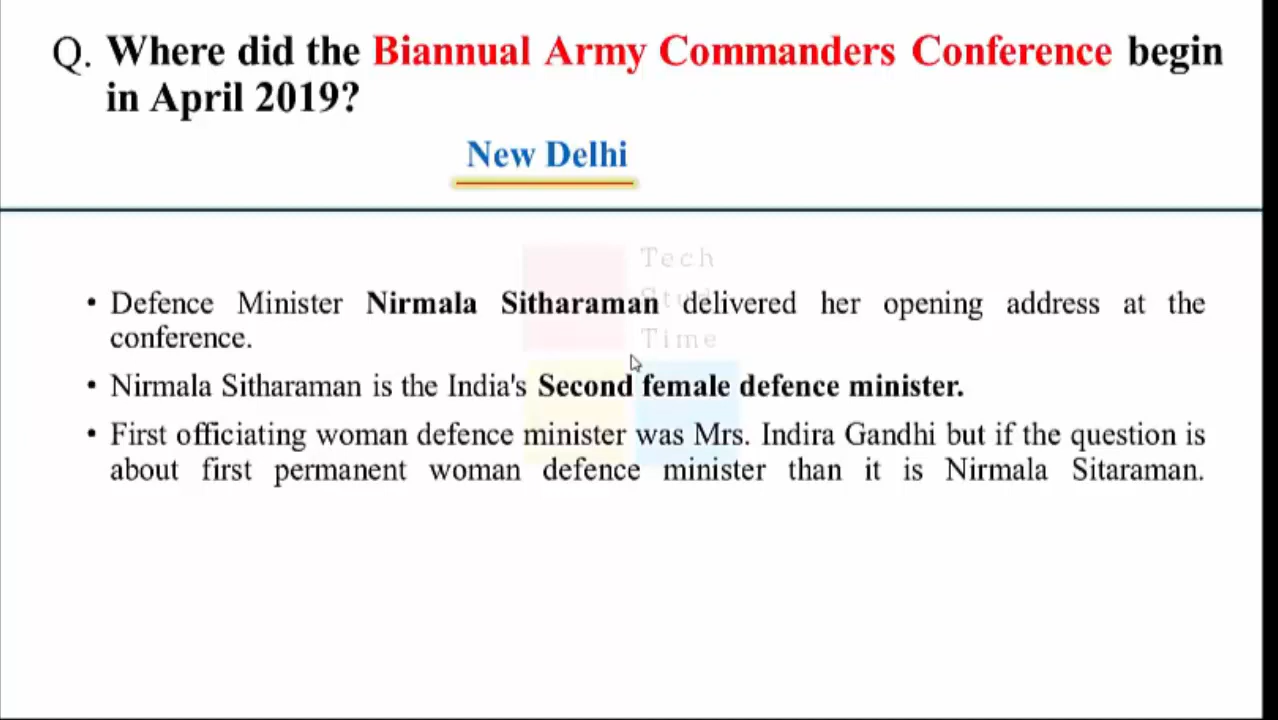 Q. Where did the Biannual Army Commanders Conference begin
in April 2019?
New Delhi
Tech
• Defence Minister Nirmala Sitharaman delivered her opening address at the
conference.
Time
• Nirmala Sitharaman is the India's Second female defence minister.
• First officiating woman defence minister was Mrs. Indira Gandhi but if the question is
about first permanent woman defence minister than it is Nirmala Sitaraman.